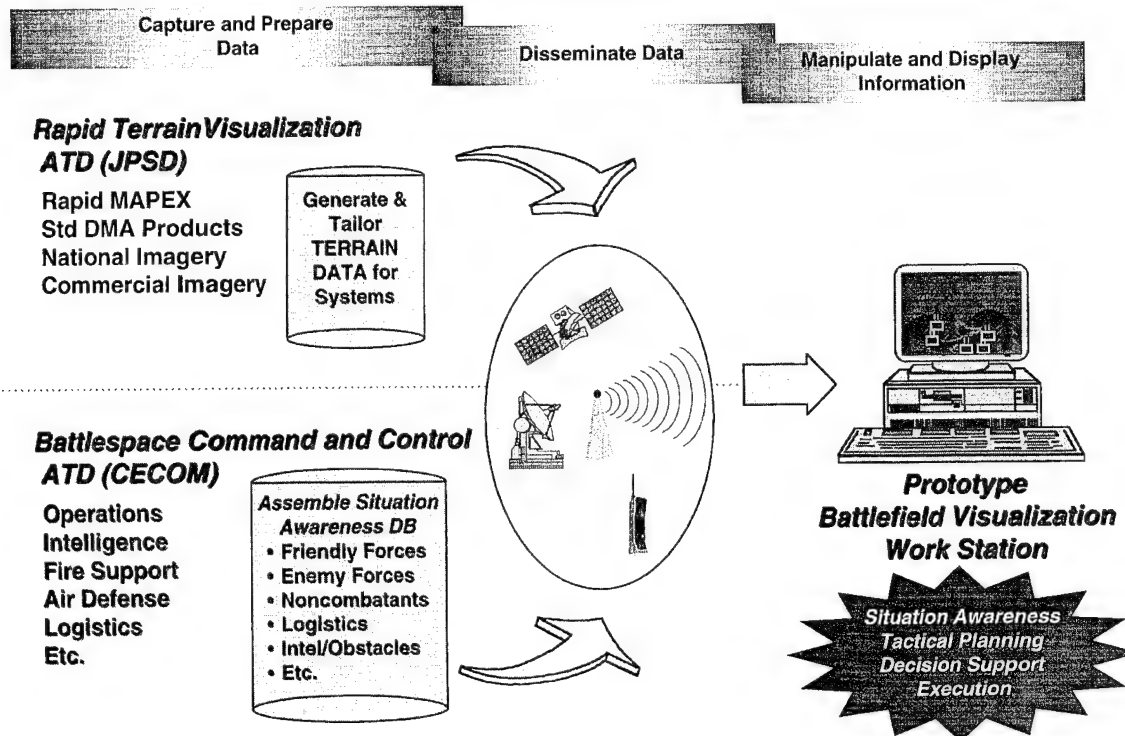 Capture and Prepare
Data
Disseminate Data
Manipulate and Display
Information
Rapid Terrain Visualization
ATD (JPSD)
Rapid MAPEX
Std DMA Products
National Imagery
Commercial Imagery
Generate &
Tailor
TERRAIN
DATA for
Systems
Battlespace Command and Control
ATD (CECOM)
Operations
Intelligence
Fire Support
Air Defense
Logistics
Etc.
Assemble Situation
Awareness DB
• Friendly Forces
• Enemy Forces
• Noncombatants
• Logistics
• Intel/Obstacles
• Etc.
Prototype
Battlefield Visualization
Work Station
Situation Awareness
Tactical Planning
Decision Support
Execution